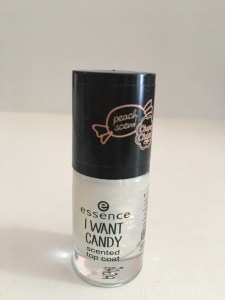 peach
scent
essence
I WANT
CANDY
scented
top coat